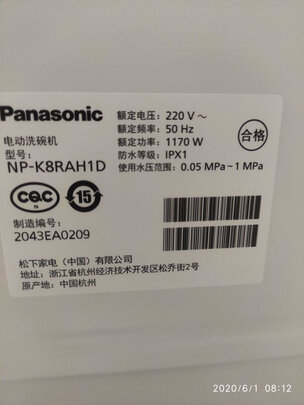 Panasonic
电动洗碗机
型号:
NP-K8RAH1D
额定电压: 220 V～
额定频率: 50 Hz
额定功率: 1170 W
防水等级: IPX1
使用水压范围: 0.05 MPa~1 MPa
合格
CQC
15
制造编号:
2043EA0209
松下家电（中国）有限公司
地址: 浙江省杭州经济技术开发区松乔街2号
原产地: 中国杭州
2020/6/1 08:12